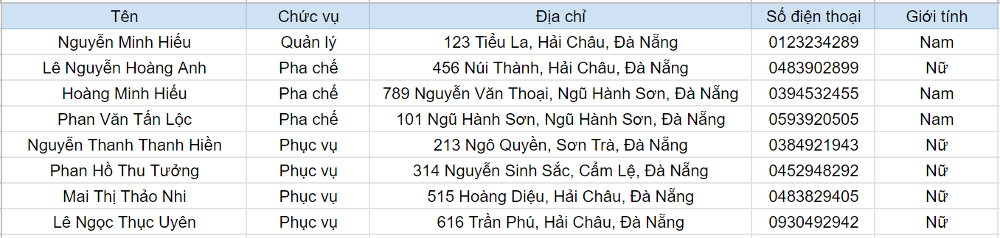 Tên Chức vụ Địa chỉ Số điện thoại Giới tính
Nguyễn Minh Hiếu Quản lý 123 Tiểu La, Hải Châu, Đà Nẵng 0123234289 Nam
Lê Nguyễn Hoàng Anh Pha chế 456 Núi Thành, Hải Châu, Đà Nẵng 0483902899 Nữ
Hoàng Minh Hiếu Pha chế 789 Nguyễn Văn Thoại, Ngũ Hành Sơn, Đà Nẵng 0394532455 Nam
Phan Văn Tấn Lộc Pha chế 101 Ngũ Hành Sơn, Ngũ Hành Sơn, Đà Nẵng 0593920505 Nam
Nguyễn Thanh Thanh Hiền Phục vụ 213 Ngô Quyền, Sơn Trà, Đà Nẵng 0384921943 Nữ
Phan Hồ Thu Tưởng Phục vụ 314 Nguyễn Sinh Sắc, Cẩm Lệ, Đà Nẵng 0452948292 Nữ
Mai Thị Thảo Nhi Phục vụ 515 Hoàng Diệu, Hải Châu, Đà Nẵng 0483829405 Nữ
Lê Ngọc Thục Uyên Phục vụ 616 Trần Phú, Hải Châu, Đà Nẵng 0930492942 Nữ